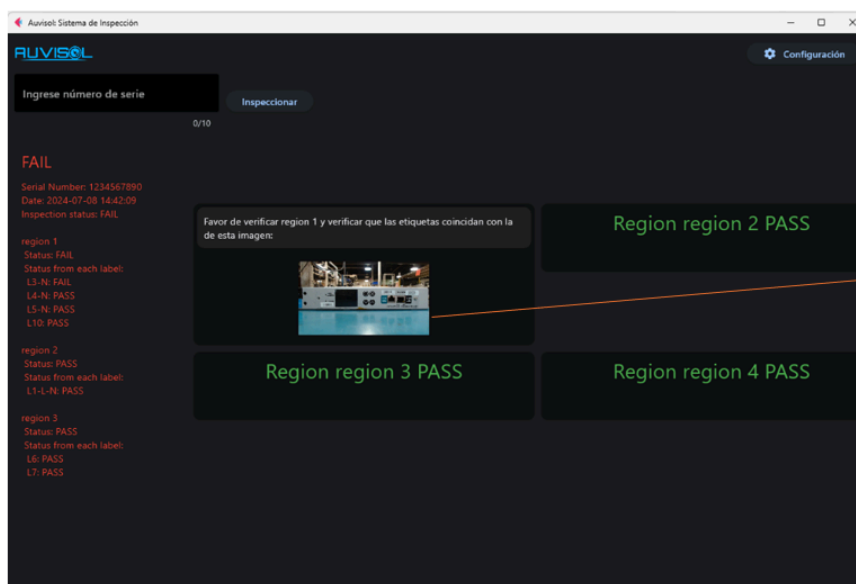 Auvisol: Sistema de Inspección
AUVISOL
Configuración
Ingrese número de serie
Inspeccionar
0/10
FAIL
Serial Number: 1234567890
Date: 2024-07-08 14:42:09
Inspection status: FAIL
region 1
Status: FAIL
Status from each label:
L3-N: FAIL
L4-N: PASS
L5-N: PASS
L10: PASS
region 2
Status: PASS
Status from each label:
L1-L-N: PASS
region 3
Status: PASS
Status from each label:
L6: PASS
L7: PASS
Favor de verificar region 1 y verificar que las etiquetas coincidan con la
de esta imagen:
Region region 2 PASS
Region region 3 PASS
Region region 4 PASS